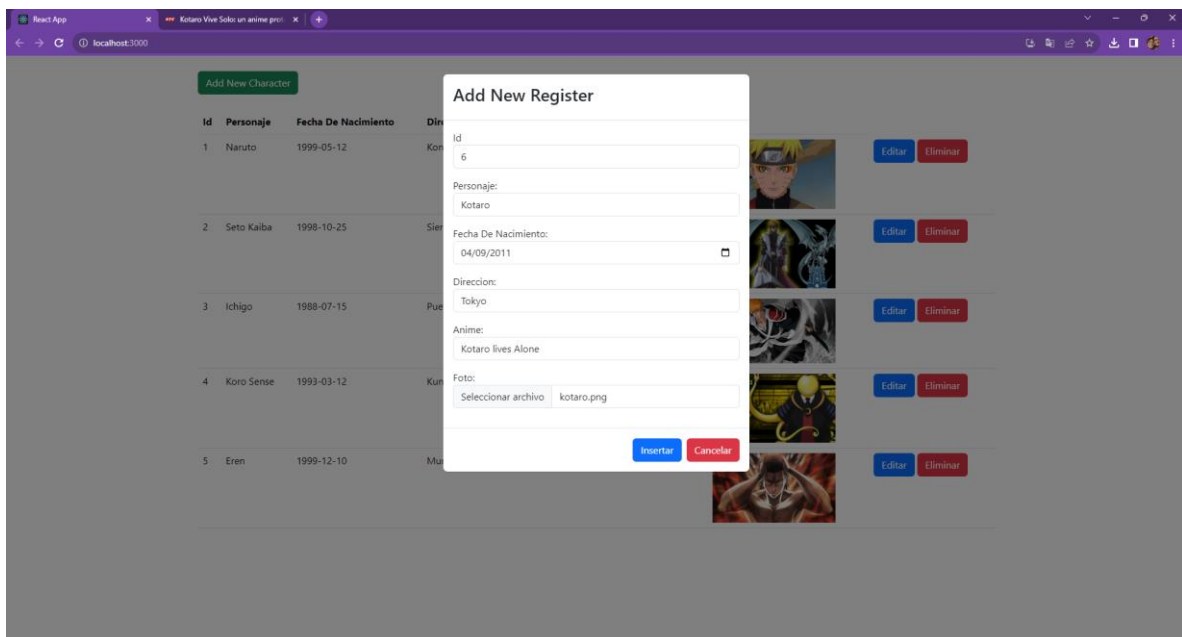 React App
Kotaro Vive Solo: un anime prot
localhost:3000
Add New Character
Id Personaje Fecha De Nacimiento
1 Naruto 1999-05-12 Editar Eliminar
2 Seto Kaiba 1998-10-25 Editar Eliminar
3 Ichigo 1988-07-15 Editar Eliminar
4 Koro Sense 1993-03-12 Editar Eliminar
5 Eren 1999-12-10 Editar Eliminar
Add New Register
Id
6
Personaje:
Kotaro
Fecha De Nacimiento:
04/09/2011
Direccion:
Tokyo
Anime:
Kotaro lives Alone
Foto:
Seleccionar archivo kotaro.png
Insertar Cancelar